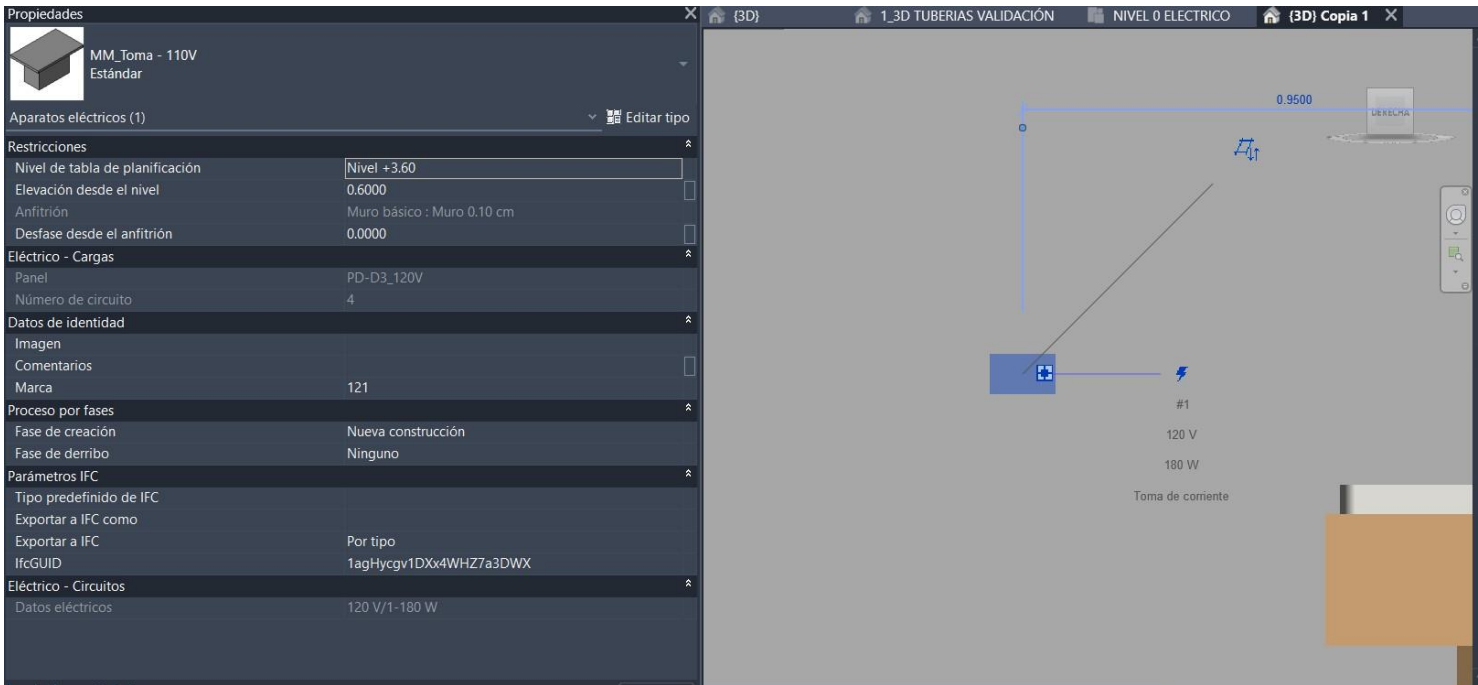 Propiedades
MM_Toma - 110V
Estándar
Aparatos eléctricos (1)
Editar tipo
Restricciones
Nivel de tabla de planificación Nivel +3.60
Elevación desde el nivel 0.6000
Anfitrión Muro básico : Muro 0.10 cm
Desfase desde el anfitrión 0.0000
Eléctrico - Cargas
Panel PD-D3_120V
Número de circuito 4
Datos de identidad
Imagen
Comentarios
Marca 121
Proceso por fases
Fase de creación Nueva construcción
Fase de derribo Ninguno
Parámetros IFC
Tipo predefinido de IFC
Exportar a IFC como
Exportar a IFC Por tipo
IfcGUID 1agHycgv1DXx4WHZ7a3DWX
Eléctrico - Circuitos
Datos eléctricos 120 V/1-180 W
{3D}
1_3D TUBERIAS VALIDACIÓN
NIVEL 0 ELECTRICO
{3D} Copia 1
0.9500
DERECHA
#1
120 V
180 W
Toma de corriente